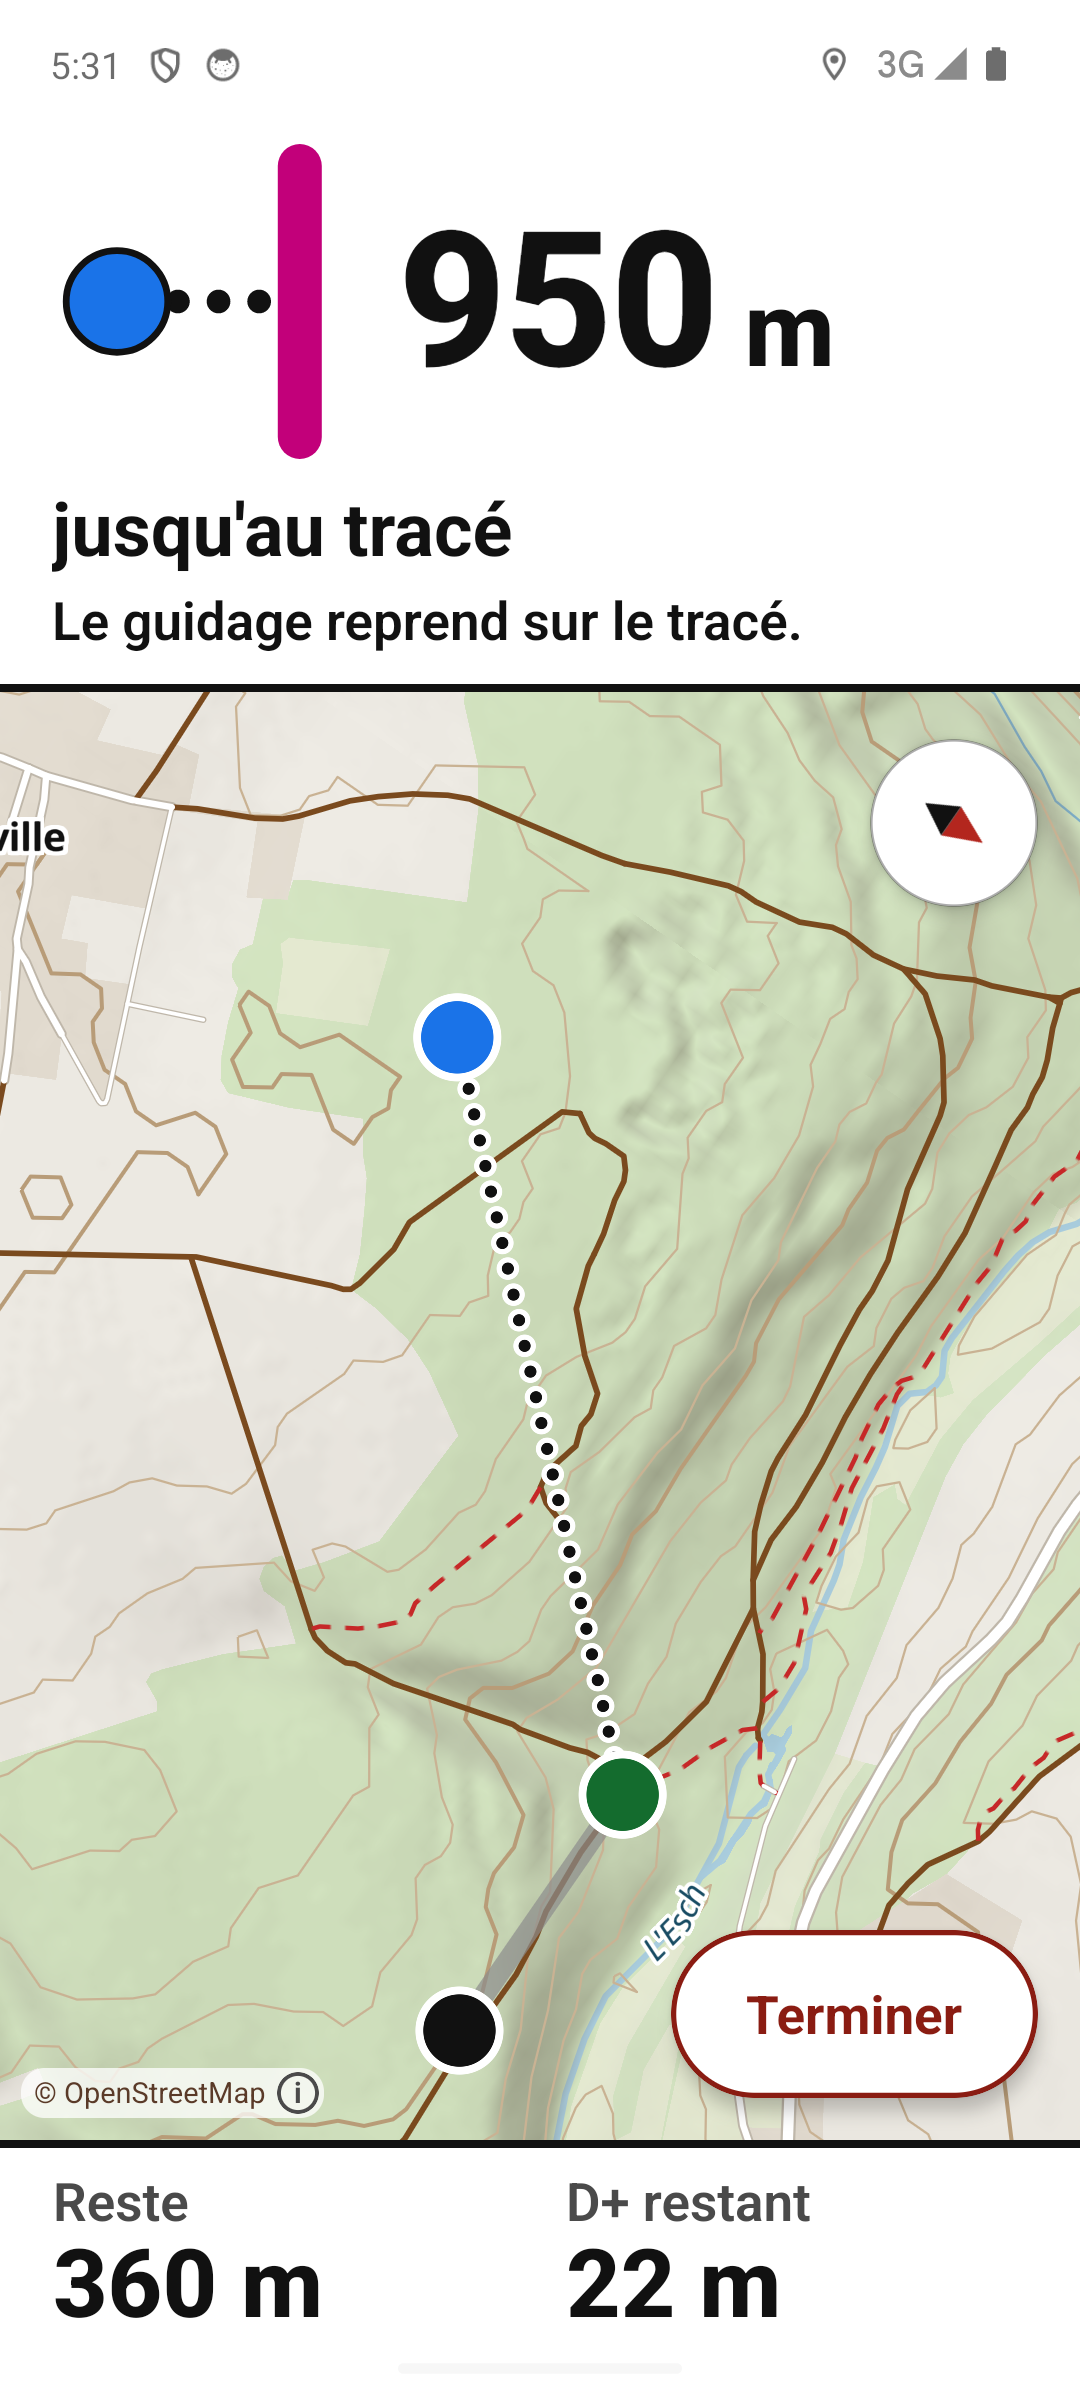 5:31
3G
950 m
jusqu'au tracé
Le guidage reprend sur le tracé.
ville
L'Esch
Terminer
© OpenStreetMap i
Reste
D+ restant
360 m
22 m